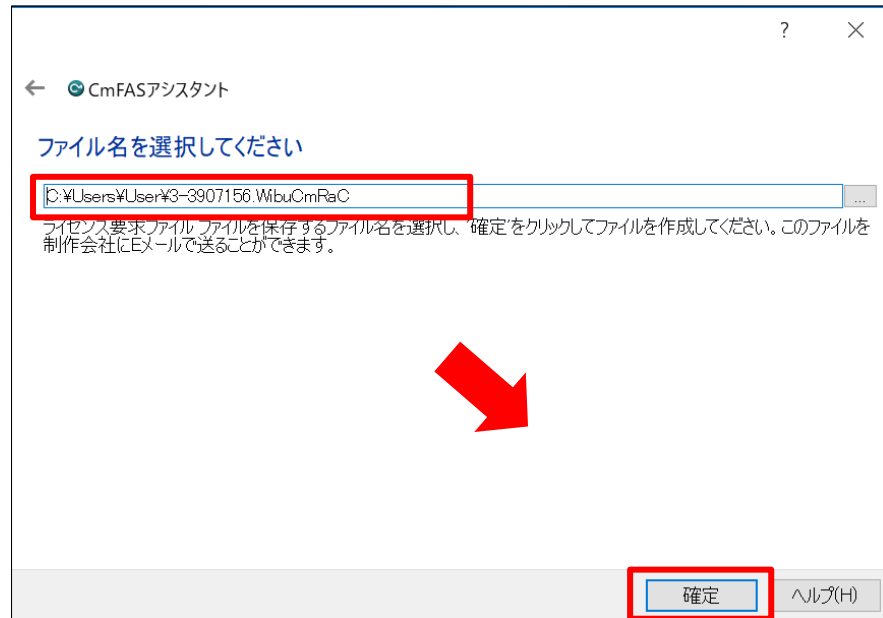 ?
CmFASアシスタント
ファイル名を選択してください
C:¥Users¥User¥3-3907156.WibuCmRaC
...
ライセンス要求ファイル ファイルを保存するファイル名を選択し、'確定'をクリックしてファイルを作成してください。このファイルを
制作会社にEメールで送ることができます。
確定
ヘルプ(H)